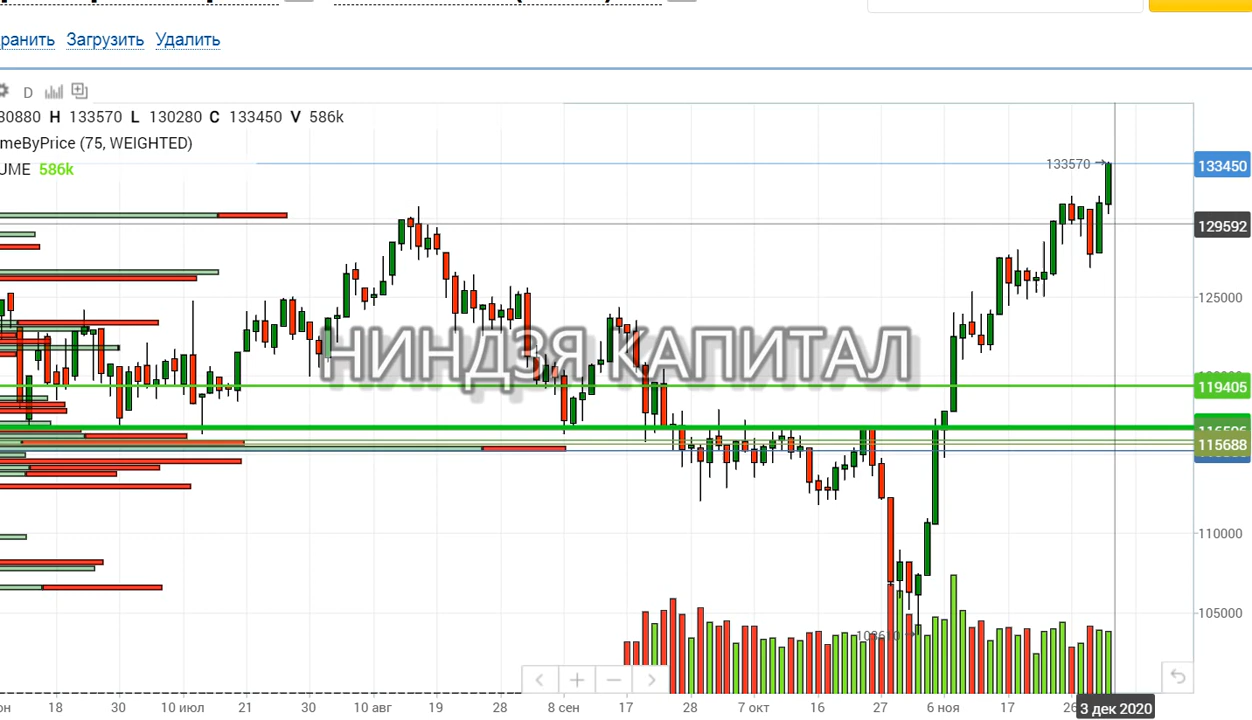 ранить Загрузить Удалить
D
30880 H 133570 L 130280 C 133450 V 586k
meByPrice (75, WEIGHTED)
UME 586k
133570
133450
129592
125000
НИНДЗЯ КАПИТАЛ
119405
115688
110000
105000
он 18 30 10 июл 21 30 10 авг 19 28 8 сен 17 28 7 окт 16 27 6 ноя 17 26 3 дек 2020